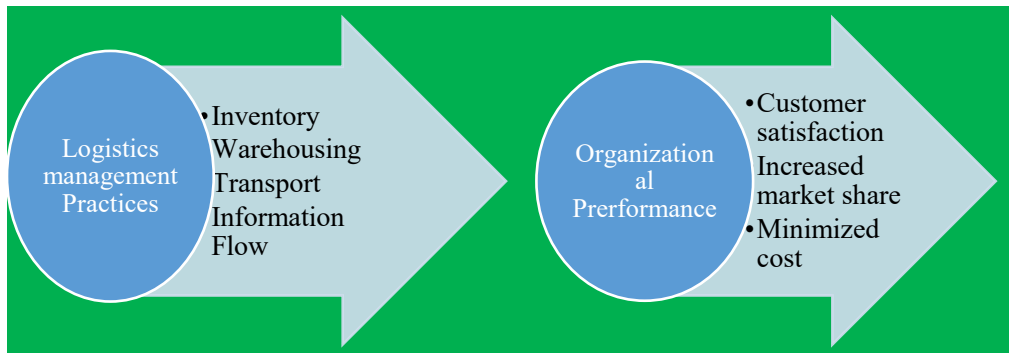 Logistics
management
Practices
•Inventory
Warehousing
Transport
Information
Flow
Organization
al
Prerformance
•Customer
satisfaction
Increased
market share
•Minimized
cost